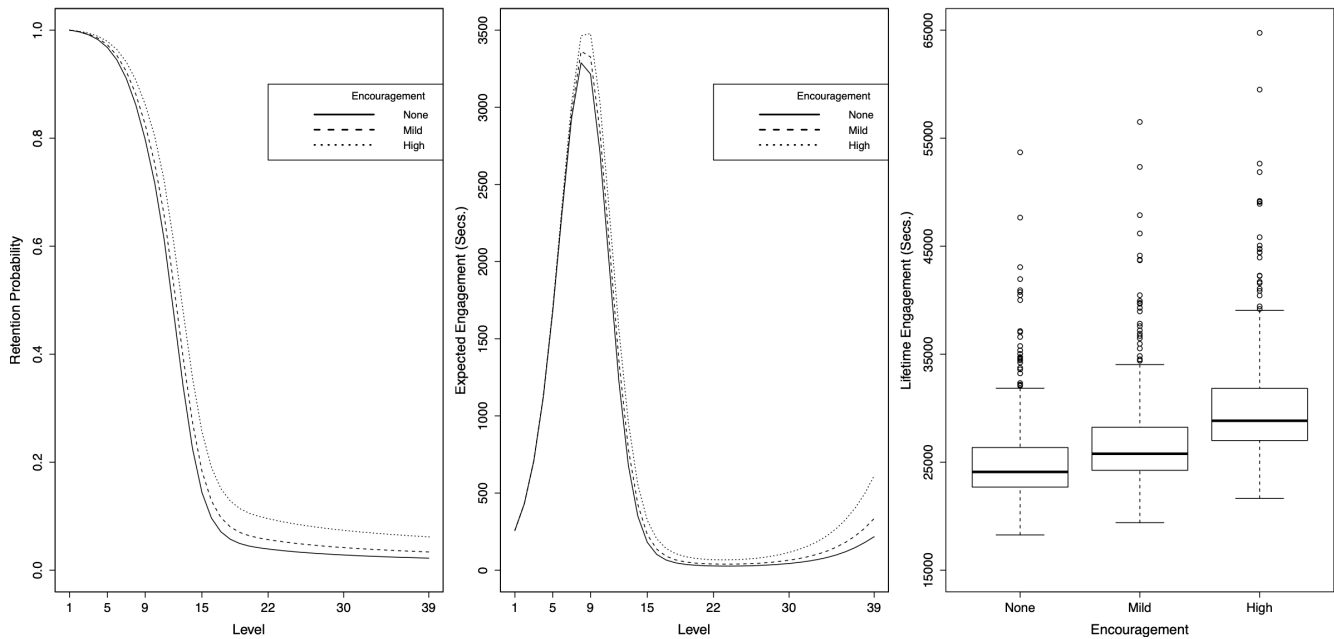 Retention Probability
1.0
0.8
0.6
0.4
0.2
0.0
Encouragement
None
Mild
High
1 5 9 15 22 30 39
Level
Expected Engagement (Secs.)
3500
3000
2500
2000
1500
1000
500
0
Encouragement
None
Mild
High
1 5 9 15 22 30 39
Level
Lifetime Engagement (Secs.)
65000
55000
45000
35000
25000
15000
None Mild High
Encouragement